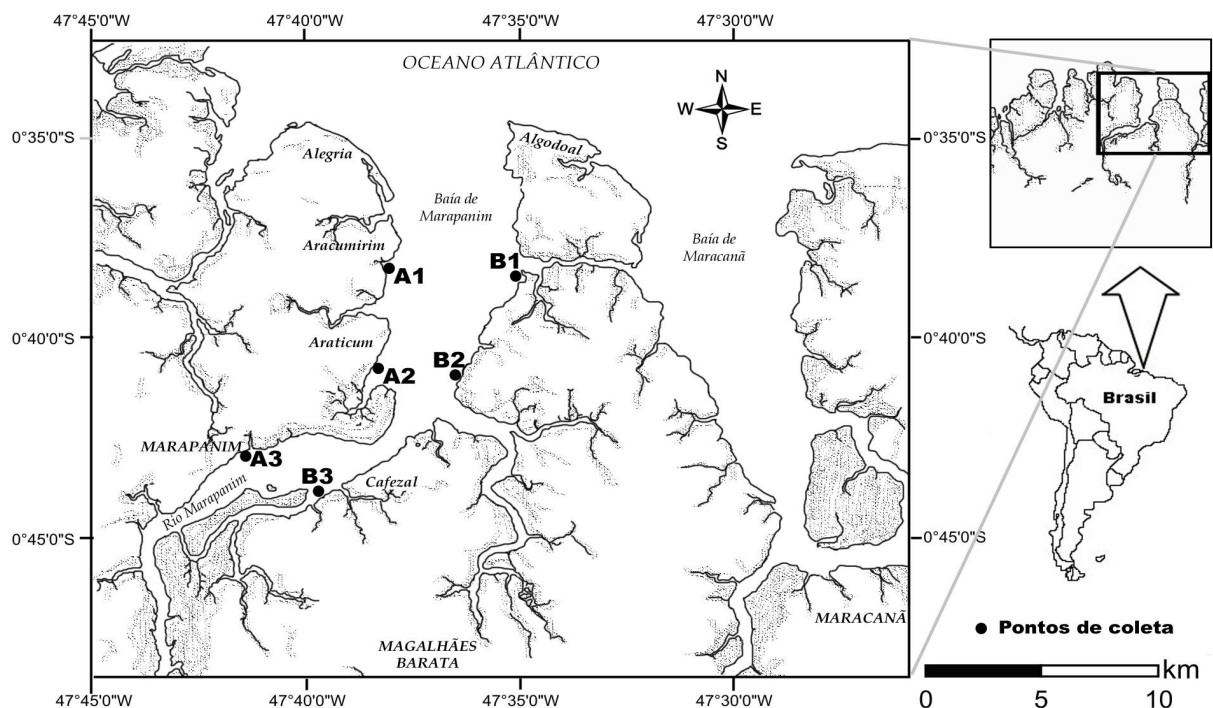 47°45'0"W 47°40'0"W 47°35'0"W 47°30'0"W
OCEANO ATLÂNTICO
N
W E
S
0°35'0"S 0°35'0"S
Alegria
Algodoal
Baía de
Marapanim
Aracumirim
Baía de
Maracanã
A1
B1
0°40'0"S 0°40'0"S
Araticum
A2
B2
Brasil
MARAPANIM
A3
B3
Cafezal
Rio Marapanim
0°45'0"S 0°45'0"S
MARACANÃ
MAGALHÃES
BARATA
Pontos de coleta
km
0 5 10
47°45'0"W 47°40'0"W 47°35'0"W 47°30'0"W